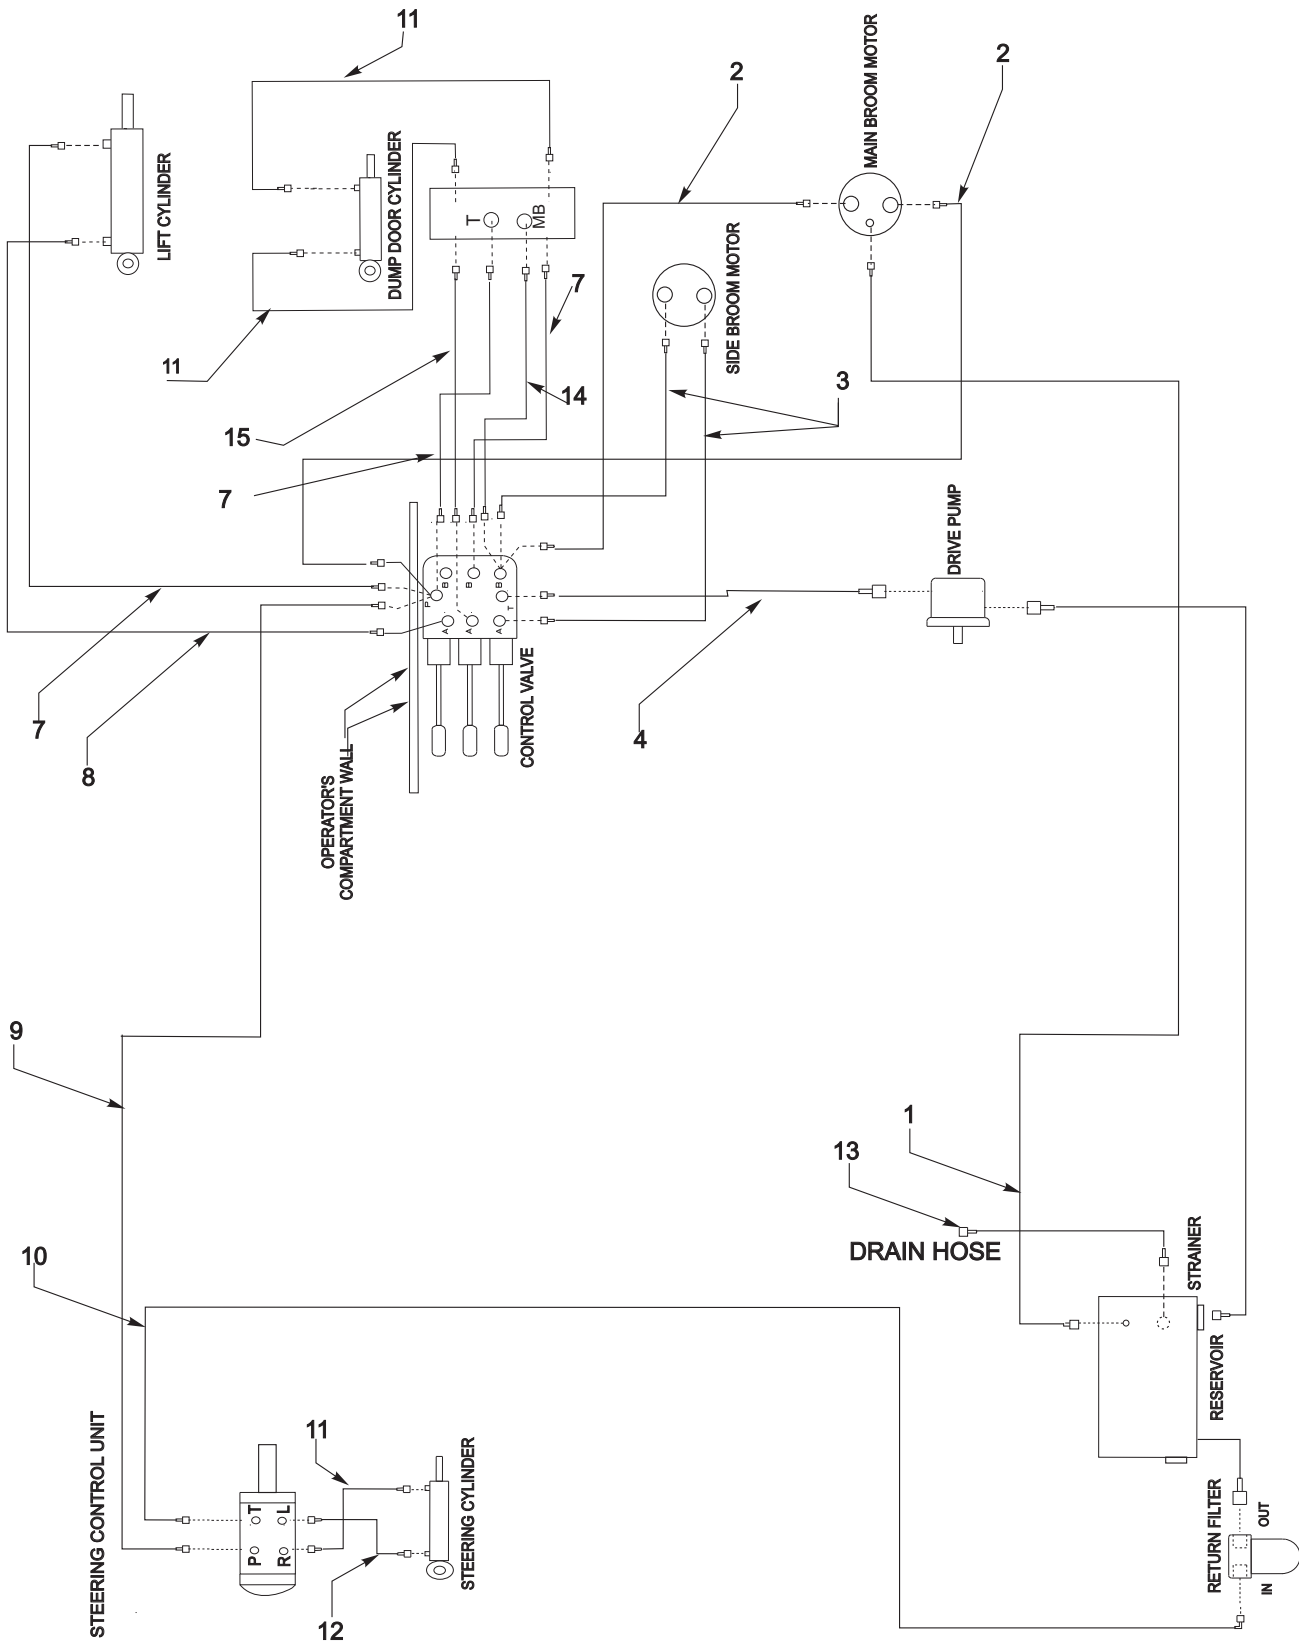 11
2
2
MAIN BROOM MOTOR
LIFT CYLINDER
DUMP DOOR CYLINDER
T
MB
SIDE BROOM MOTOR
7
11
3
14
15
7
DRIVE PUMP
B
B
B
P
T
A
A
A
CONTROL VALVE
7
8
4
OPERATOR'S
COMPARTMENT WALL
9
1
13
DRAIN HOSE
STRAINER
10
RESERVOIR
STEERING CONTROL UNIT
11
T
L
P
R
STEERING CYLINDER
12
RETURN FILTER
OUT
IN